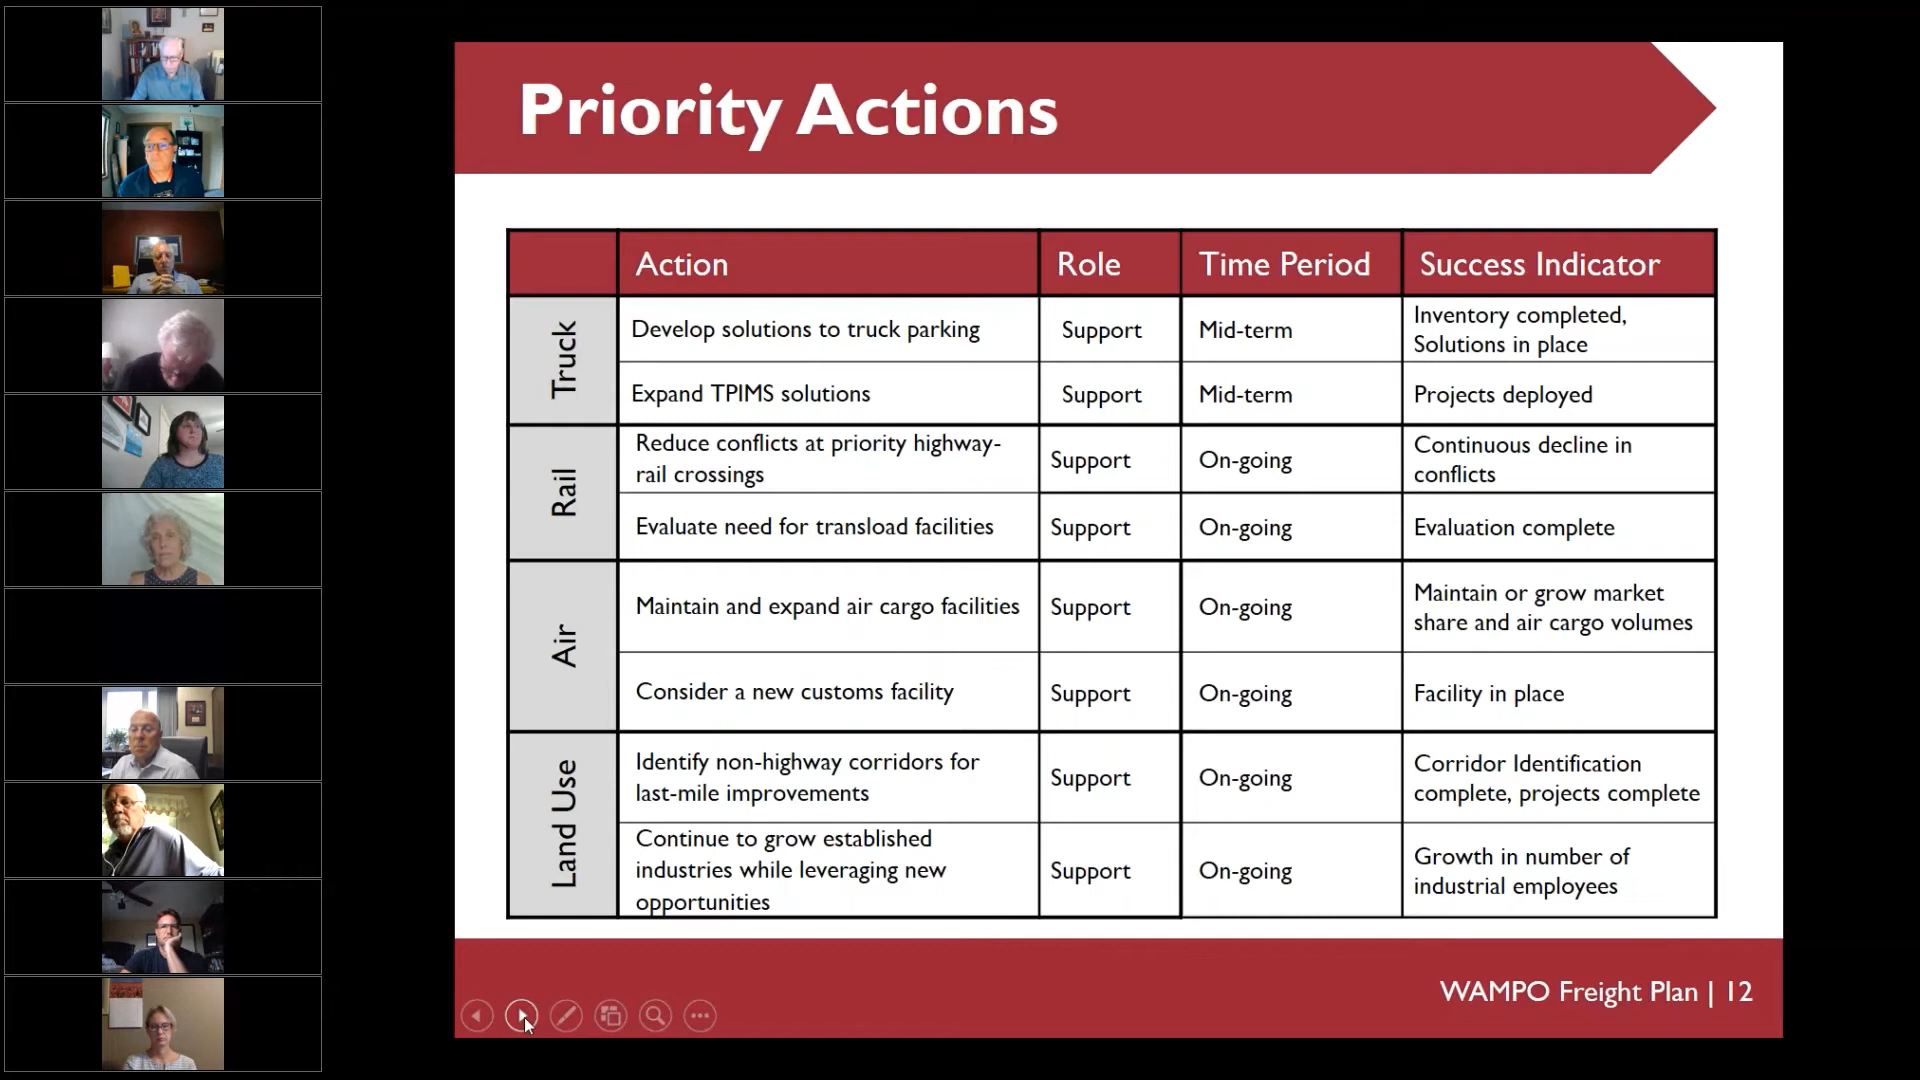 Priority Actions
Action
Role
Time Period
Success Indicator
Truck
Develop solutions to truck parking
Support
Mid-term
Inventory completed,
Solutions in place
Expand TPIMS solutions
Support
Mid-term
Projects deployed
Rail
Reduce conflicts at priority highway-
rail crossings
Support
On-going
Continuous decline in
conflicts
Evaluate need for transload facilities
Support
On-going
Evaluation complete
Air
Maintain and expand air cargo facilities
Support
On-going
Maintain or grow market
share and air cargo volumes
Consider a new customs facility
Support
On-going
Facility in place
Land Use
Identify non-highway corridors for
last-mile improvements
Support
On-going
Corridor Identification
complete, projects complete
Continue to grow established
industries while leveraging new
opportunities
Support
On-going
Growth in number of
industrial employees
WAMPO Freight Plan | 12